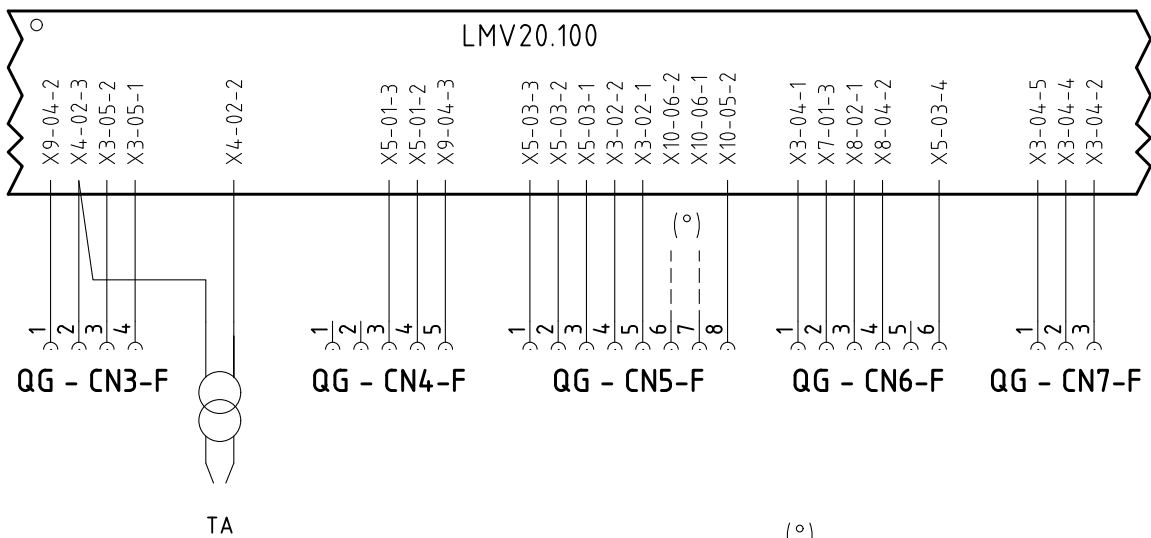 LMV20.100
X9-04-2
X4-02-3
X3-05-2
X3-05-1
X4-02-2
X5-01-3
X5-01-2
X9-04-3
X5-03-3
X5-03-2
X5-03-1
X3-02-2
X3-02-1
X10-06-2
X10-06-1
X10-05-2
X3-04-1
X7-01-3
X8-02-1
X8-04-2
X5-03-4
X3-04-5
X3-04-4
X3-04-2
(°)
1 2 3 4
1 2 3 4 5
1 2 3 4 5 6 7 8
1 2 3 4 5 6
1 2 3
QG - CN3-F
QG - CN4-F
QG - CN5-F
QG - CN6-F
QG - CN7-F
TA
(°)